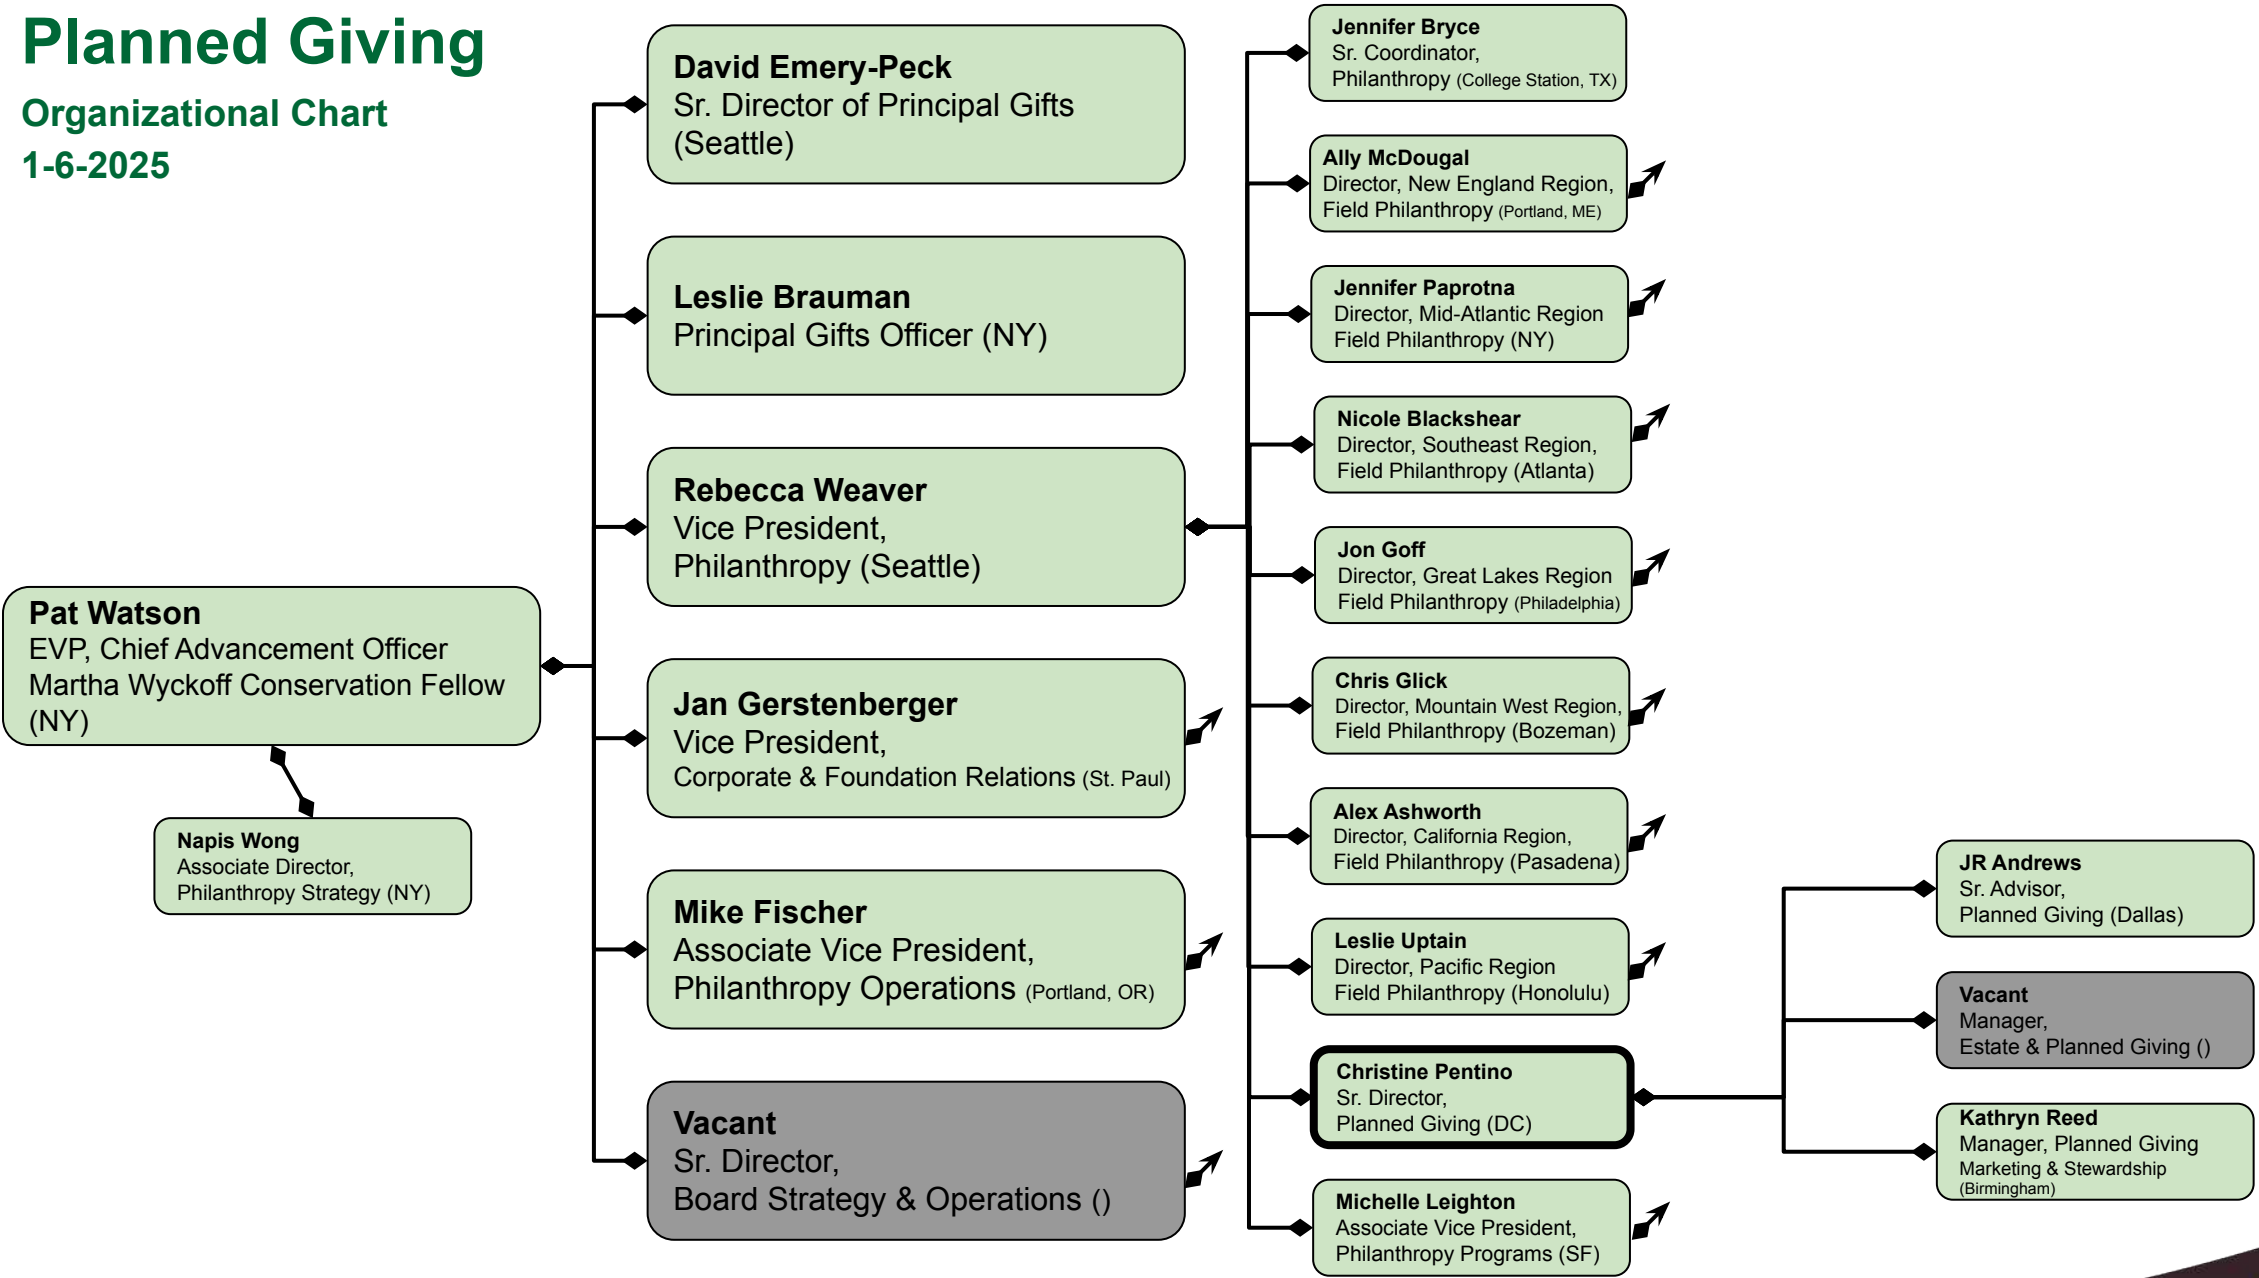 Planned Giving
Organizational Chart
1-6-2025
Pat Watson
EVP, Chief Advancement Officer
Martha Wyckoff Conservation Fellow
(NY)
Napis Wong
Associate Director,
Philanthropy Strategy (NY)
David Emery-Peck
Sr. Director of Principal Gifts
(Seattle)
Leslie Brauman
Principal Gifts Officer (NY)
Rebecca Weaver
Vice President,
Philanthropy (Seattle)
Jan Gerstenberger
Vice President,
Corporate & Foundation Relations (St. Paul)
Mike Fischer
Associate Vice President,
Philanthropy Operations (Portland, OR)
Vacant
Sr. Director,
Board Strategy & Operations ()
Jennifer Bryce
Sr. Coordinator,
Philanthropy (College Station, TX)
Ally McDougal
Director, New England Region,
Field Philanthropy (Portland, ME)
Jennifer Paprotna
Director, Mid-Atlantic Region
Field Philanthropy (NY)
Nicole Blackshear
Director, Southeast Region,
Field Philanthropy (Atlanta)
Jon Goff
Director, Great Lakes Region
Field Philanthropy (Philadelphia)
Chris Glick
Director, Mountain West Region,
Field Philanthropy (Bozeman)
Alex Ashworth
Director, California Region,
Field Philanthropy (Pasadena)
Leslie Uptain
Director, Pacific Region
Field Philanthropy (Honolulu)
Christine Pentino
Sr. Director,
Planned Giving (DC)
Michelle Leighton
Associate Vice President,
Philanthropy Programs (SF)
JR Andrews
Sr. Advisor,
Planned Giving (Dallas)
Vacant
Manager,
Estate & Planned Giving ()
Kathryn Reed
Manager, Planned Giving
Marketing & Stewardship
(Birmingham)